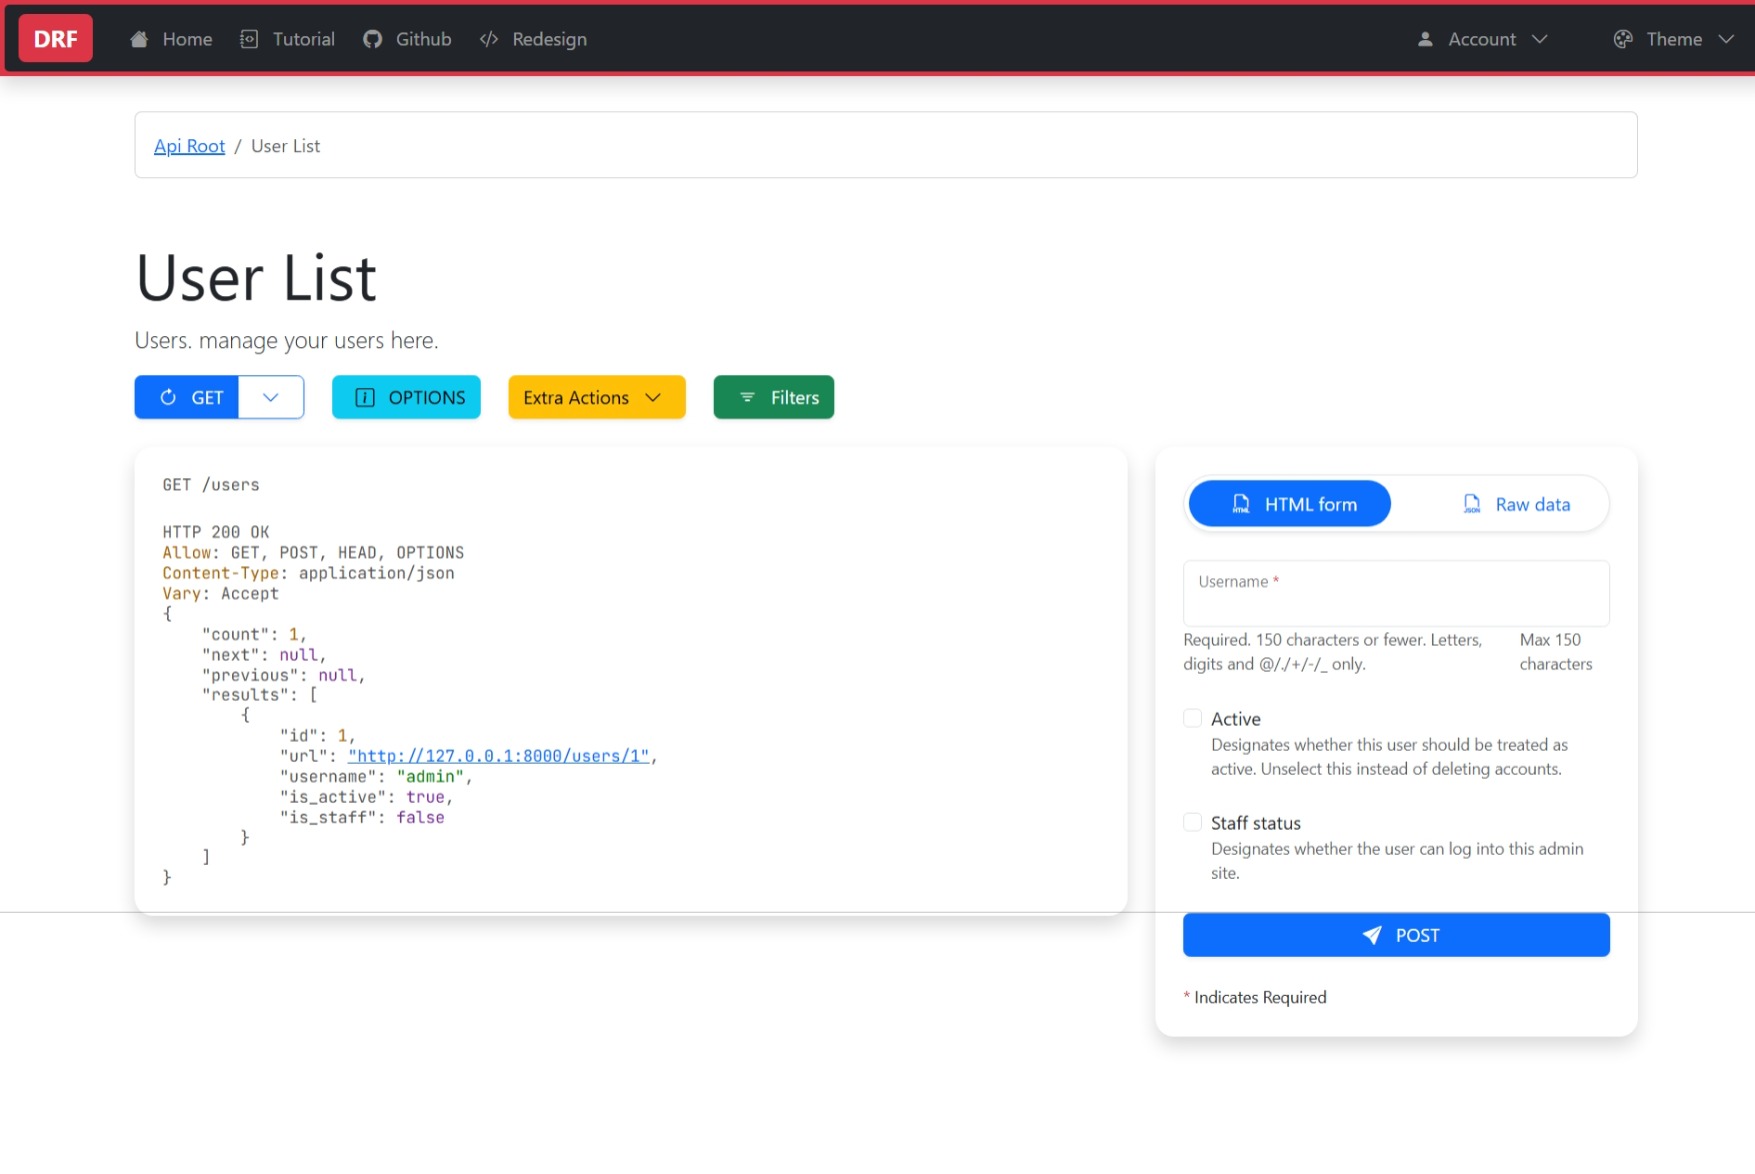 DRF Home Tutorial Github Redesign Account Theme
Api Root / User List
User List
Users. manage your users here.
GET OPTIONS Extra Actions Filters
GET /users
HTTP 200 OK
Allow: GET, POST, HEAD, OPTIONS
Content-Type: application/json
Vary: Accept
{
    "count": 1,
    "next": null,
    "previous": null,
    "results": [
        {
            "id": 1,
            "url": "http://127.0.0.1:8000/users/1",
            "username": "admin",
            "is_active": true,
            "is_staff": false
        }
    ]
}
HTML form Raw data
Username *
Required. 150 characters or fewer. Letters,
digits and @/./+/-/_ only.
Max 150
characters
Active
Designates whether this user should be treated as
active. Unselect this instead of deleting accounts.
Staff status
Designates whether the user can log into this admin
site.
POST
* Indicates Required